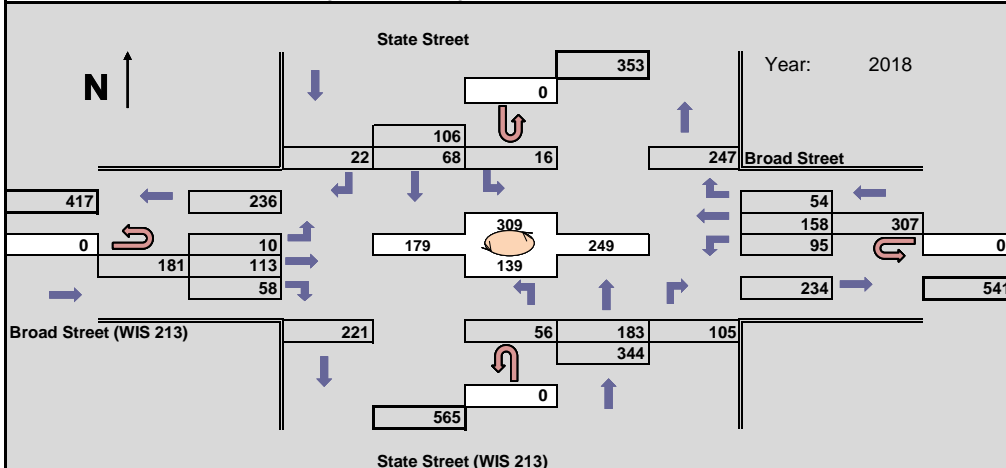 State Street
353
Year: 2018
N
0
106
22 68 16 247 Broad Street
417 236 54
309 158 307
0 10 179 249 95 0
181 113 139
58 234 541
Broad Street (WIS 213) 221 56 183 105
344
0
565
State Street (WIS 213)